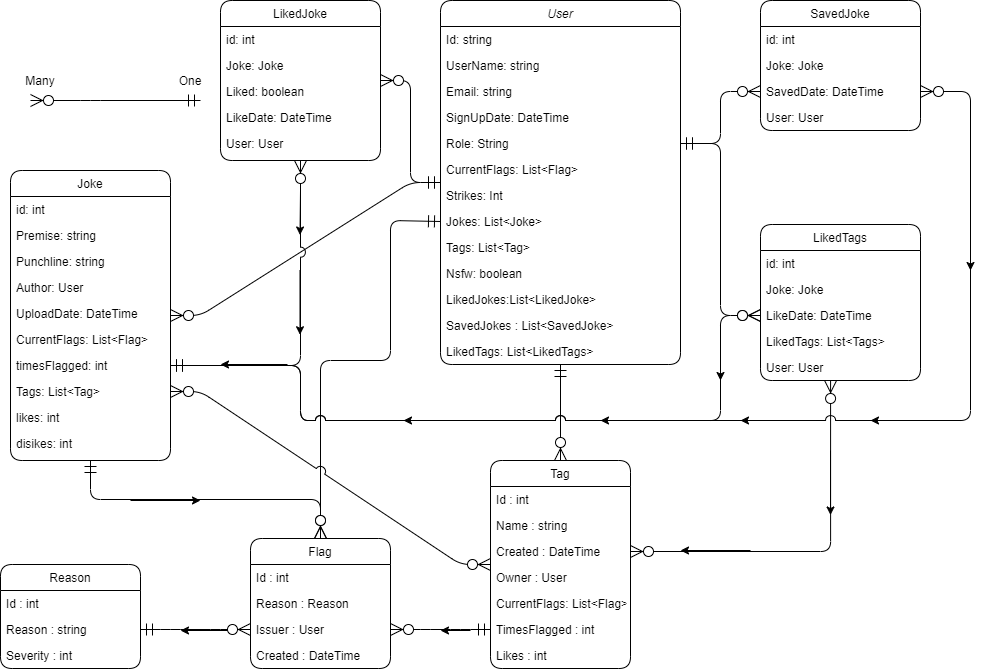 Many
One
LikedJoke
id: int
Joke: Joke
Liked: boolean
LikeDate: DateTime
User: User
User
Id: string
UserName: string
Email: string
SignUpDate: DateTime
Role: String
CurrentFlags: List<Flag>
Strikes: Int
Jokes: List<Joke>
Tags: List<Tag>
Nsfw: boolean
LikedJokes:List<LikedJoke>
SavedJokes : List<SavedJoke>
LikedTags: List<LikedTags>
SavedJoke
id: int
Joke: Joke
SavedDate: DateTime
User: User
Joke
id: int
Premise: string
Punchline: string
Author: User
UploadDate: DateTime
CurrentFlags: List<Flag>
timesFlagged: int
Tags: List<Tag>
likes: int
disikes: int
LikedTags
id: int
Joke: Joke
LikeDate: DateTime
LikedTags: List<Tags>
User: User
Tag
Id : int
Name : string
Created : DateTime
Owner : User
CurrentFlags: List<Flag>
TimesFlagged : int
Likes : int
Flag
Id : int
Reason : Reason
Issuer : User
Created : DateTime
Reason
Id : int
Reason : string
Severity : int